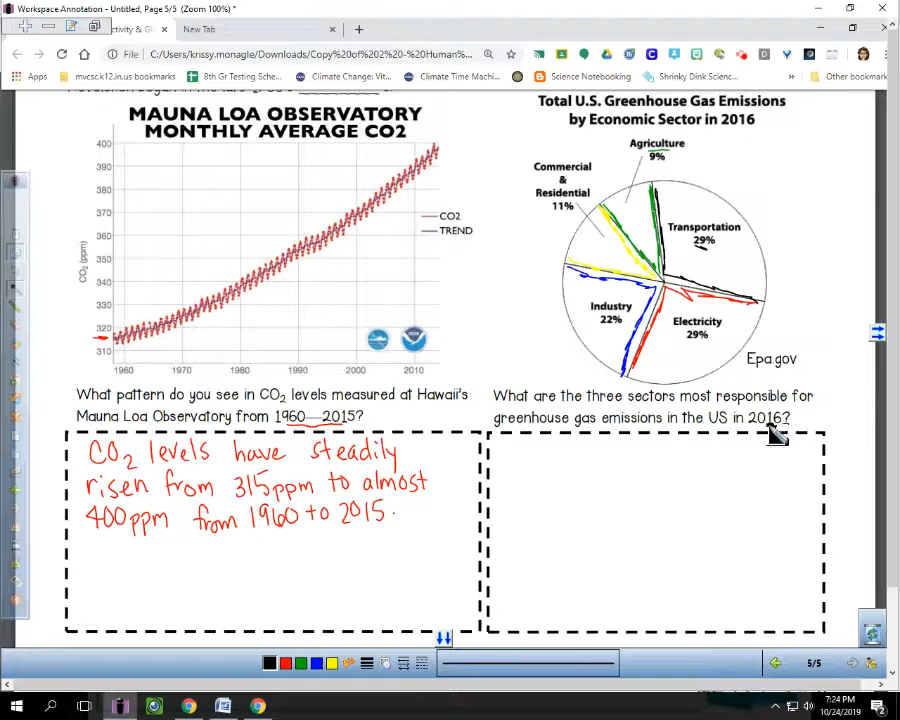 Workspace Annotation - Untitled, Page 5/5 (Zoom 100%) *
ctivity & Gl
New Tab
File
C:/Users/krissy.monagle/Downloads/Copy%20of%202%20-%20Human%...
Apps
mvcsc.k12.in.us bookmarks
8th Gr Testing Sche...
Climate Change: Vit...
Climate Time Machi...
Science Notebooking
Shrinky Dink Scienc...
»
Other bookmarks
MAUNA LOA OBSERVATORY
MONTHLY AVERAGE CO2
400
390
380
370
360
350
340
330
320
310
CO₂ (ppm)
1960
1970
1980
1990
2000
2010
CO2
TREND
Total U.S. Greenhouse Gas Emissions
by Economic Sector in 2016
Agriculture
9%
Commercial
&
Residential
11%
Transportation
29%
Industry
22%
Electricity
29%
Epa.gov
What pattern do you see in CO₂ levels measured at Hawaii's
Mauna Loa Observatory from 1960—2015?
What are the three sectors most responsible for
greenhouse gas emissions in the US in 2016?
CO₂ levels have steadily
risen from 315ppm to almost
400ppm from 1960 to 2015.
5/5
7:24 PM
10/24/2019
2